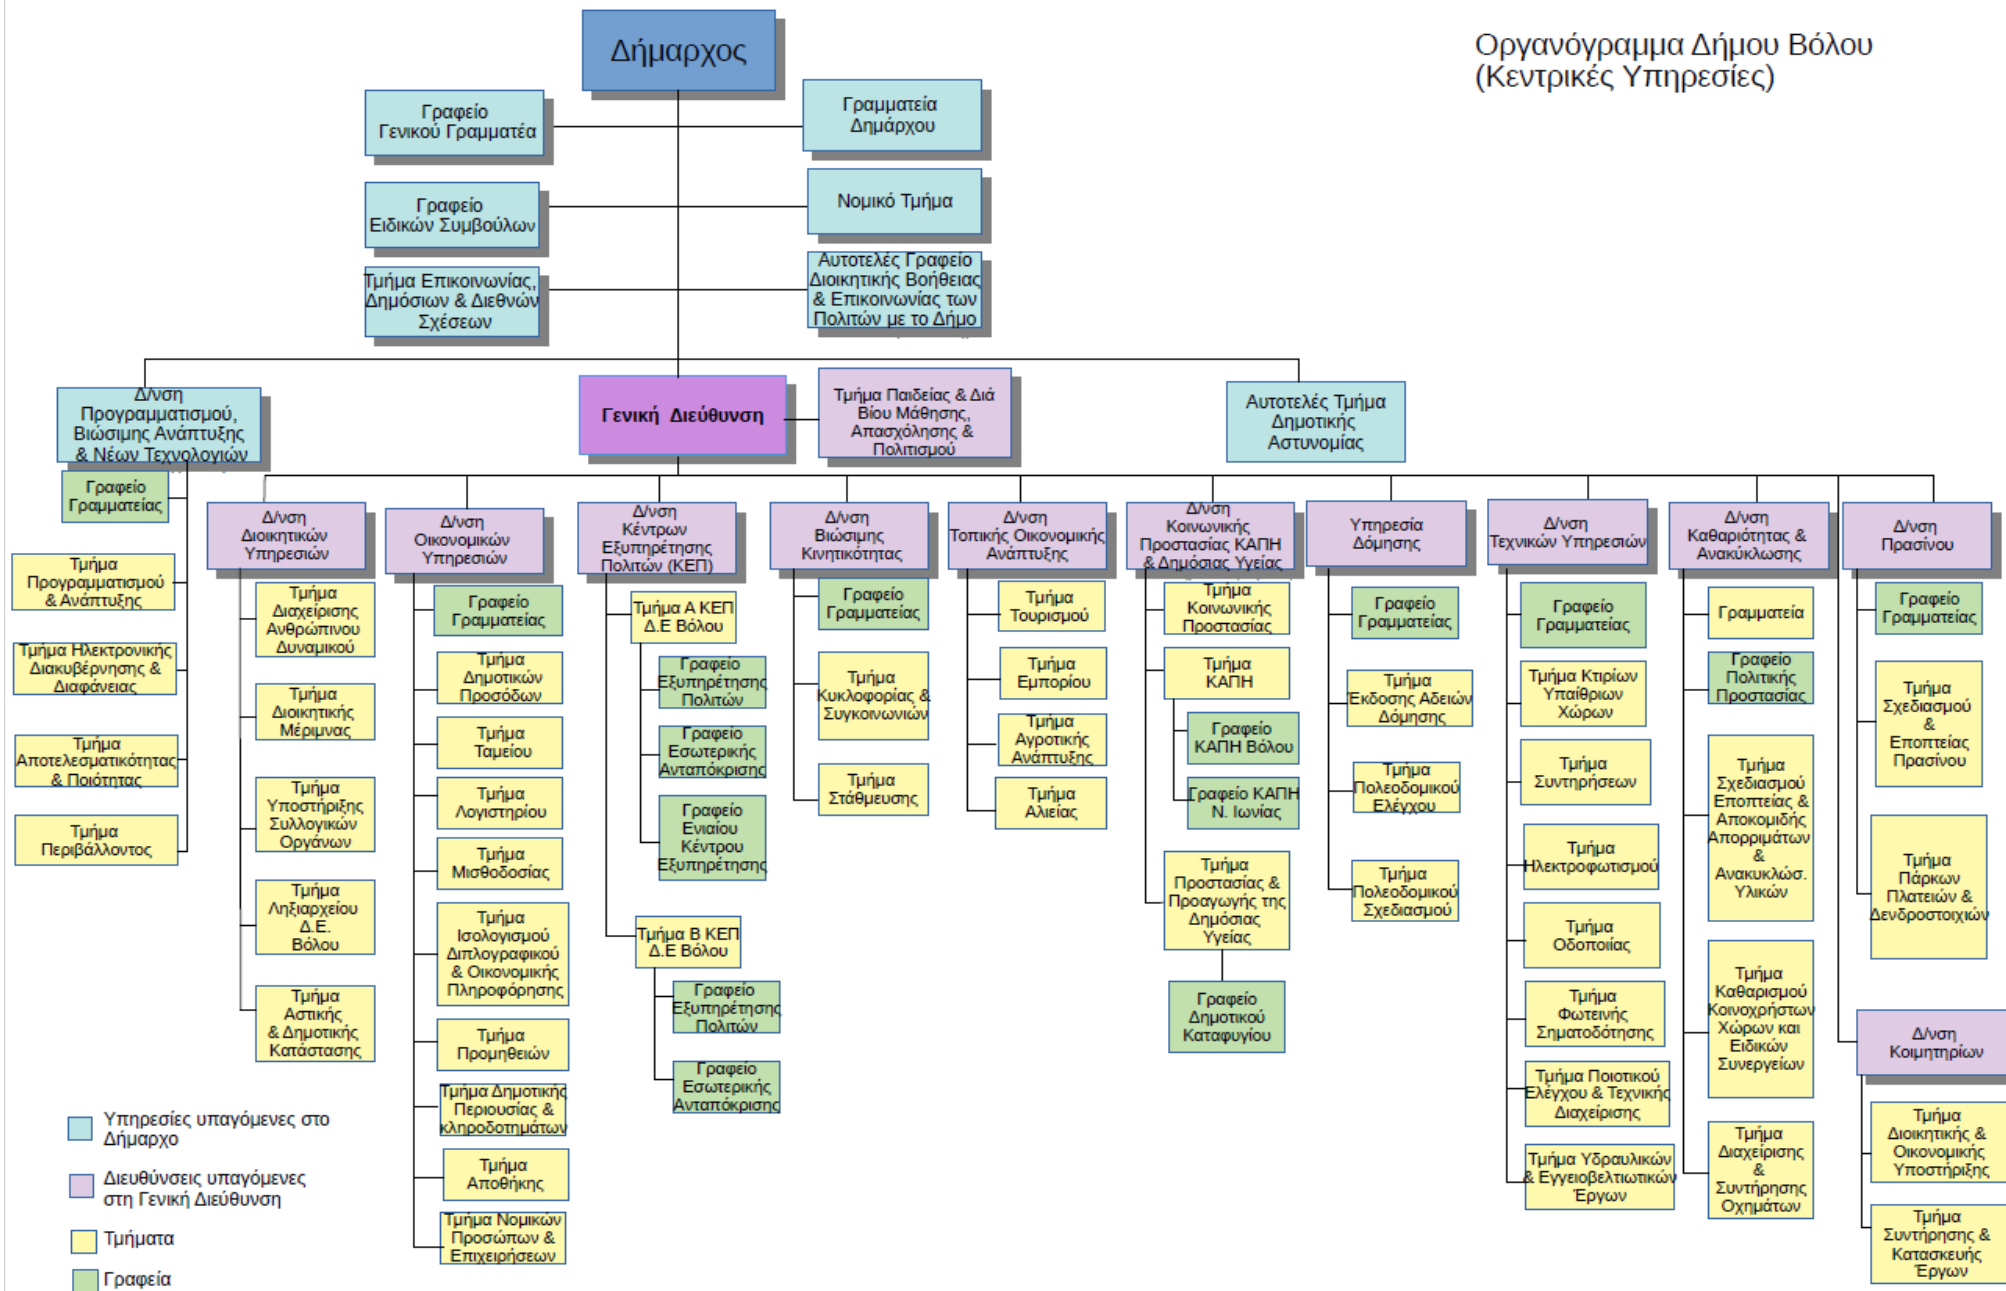 Οργανόγραμμα Δήμου Βόλου
(Κεντρικές Υπηρεσίες)
Δήμαρχος
Γραφείο
Γενικού Γραμματέα
Γραμματεία
Δημάρχου
Γραφείο
Ειδικών Συμβούλων
Νομικό Τμήμα
Τμήμα Επικοινωνίας,
Δημόσιων & Διεθνών
Σχέσεων
Αυτοτελές Γραφείο
Διοικητικής Βοήθειας
& Επικοινωνίας των
Πολιτών με το Δήμο
Δ/νση
Προγραμματισμού,
Βιώσιμης Ανάπτυξης
& Νέων Τεχνολογιών
Γενική Διεύθυνση
Τμήμα Παιδείας & Διά
Βίου Μάθησης,
Απασχόλησης &
Πολιτισμού
Αυτοτελές Τμήμα
Δημοτικής
Αστυνομίας
Γραφείο
Γραμματείας
Τμήμα
Προγραμματισμού
& Ανάπτυξης
Τμήμα Ηλεκτρονικής
Διακυβέρνησης &
Διαφάνειας
Τμήμα
Αποτελεσματικότητας
& Ποιότητας
Τμήμα
Περιβάλλοντος
Δ/νση
Διοικητικών
Υπηρεσιών
Τμήμα
Διαχείρισης
Ανθρώπινου
Δυναμικού
Τμήμα
Διοικητικής
Μέριμνας
Τμήμα
Υποστήριξης
Συλλογικών
Οργάνων
Τμήμα
Ληξιαρχείου
Δ.Ε.
Βόλου
Τμήμα
Αστικής
& Δημοτικής
Κατάστασης
Δ/νση
Οικονομικών
Υπηρεσιών
Γραφείο
Γραμματείας
Τμήμα
Δημοτικών
Προσόδων
Τμήμα
Ταμείου
Τμήμα
Λογιστηρίου
Τμήμα
Μισθοδοσίας
Τμήμα
Ισολογισμού
Διπλογραφικού
& Οικονομικής
Πληροφόρησης
Τμήμα
Προμηθειών
Τμήμα Δημοτικής
Περιουσίας &
κληροδοτημάτων
Τμήμα
Αποθήκης
Τμήμα Νομικών
Προσώπων &
Επιχειρήσεων
Δ/νση
Κέντρων
Εξυπηρέτησης
Πολιτών (ΚΕΠ)
Τμήμα Α ΚΕΠ
Δ.Ε Βόλου
Γραφείο
Εξυπηρέτησης
Πολιτών
Γραφείο
Εσωτερικής
Ανταπόκρισης
Γραφείο
Ενιαίου
Κέντρου
Εξυπηρέτησης
Τμήμα Β ΚΕΠ
Δ.Ε Βόλου
Γραφείο
Εξυπηρέτησης
Πολιτών
Γραφείο
Εσωτερικής
Ανταπόκρισης
Δ/νση
Βιώσιμης
Κινητικότητας
Γραφείο
Γραμματείας
Τμήμα
Κυκλοφορίας &
Συγκοινωνιών
Τμήμα
Στάθμευσης
Δ/νση
Τοπικής Οικονομικής
Ανάπτυξης
Τμήμα
Τουρισμού
Τμήμα
Εμπορίου
Τμήμα
Αγροτικής
Ανάπτυξης
Τμήμα
Αλιείας
Δ/νση
Κοινωνικής
Προστασίας ΚΑΠΗ
& Δημόσιας Υγείας
Τμήμα
Κοινωνικής
Προστασίας
Τμήμα
ΚΑΠΗ
Γραφείο
ΚΑΠΗ Βόλου
Γραφείο ΚΑΠΗ
Ν. Ιωνίας
Τμήμα
Προστασίας &
Προαγωγής της
Δημόσιας
Υγείας
Γραφείο
Δημοτικού
Καταφυγίου
Υπηρεσία
Δόμησης
Γραφείο
Γραμματείας
Τμήμα
Έκδοσης Αδειών
Δόμησης
Τμήμα
Πολεοδομικού
Ελέγχου
Τμήμα
Πολεοδομικού
Σχεδιασμού
Δ/νση
Τεχνικών Υπηρεσιών
Γραφείο
Γραμματείας
Τμήμα Κτιρίων
Υπαίθριων
Χώρων
Τμήμα
Συντηρήσεων
Τμήμα
Ηλεκτροφωτισμού
Τμήμα
Οδοποιίας
Τμήμα
Φωτεινής
Σηματοδότησης
Τμήμα Ποιοτικού
Ελέγχου & Τεχνικής
Διαχείρισης
Τμήμα Υδραυλικών
& Εγγειοβελτιωτικών
Έργων
Δ/νση
Καθαριότητας &
Ανακύκλωσης
Γραμματεία
Γραφείο
Πολιτικής
Προστασίας
Τμήμα
Σχεδιασμού
Εποπτείας &
Αποκομιδής
Απορριμάτων
&
Ανακυκλώσ.
Υλικών
Τμήμα
Καθαρισμού
Κοινοχρήστων
Χώρων και
Ειδικών
Συνεργείων
Τμήμα
Διαχείρισης
&
Συντήρησης
Οχημάτων
Δ/νση
Πρασίνου
Γραφείο
Γραμματείας
Τμήμα
Σχεδιασμού
&
Εποπτείας
Πρασίνου
Τμήμα
Πάρκων
Πλατειών &
Δενδροστοιχιών
Δ/νση
Κοιμητηρίων
Τμήμα
Διοικητικής &
Οικονομικής
Υποστήριξης
Τμήμα
Συντήρησης &
Κατασκευής
Έργων
Υπηρεσίες υπαγόμενες στο
Δήμαρχο
Διευθύνσεις υπαγόμενες
στη Γενική Διεύθυνση
Τμήματα
Γραφεία